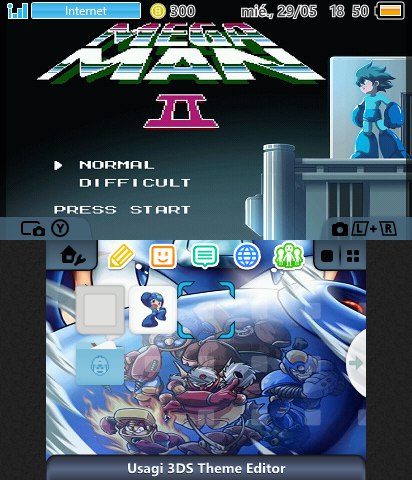 Internet
300
mié., 29/05 18 50
MEGA
MAN
II
NORMAL
DIFFICULT
PRESS START
Y
L+R
Usagi 3DS Theme Editor